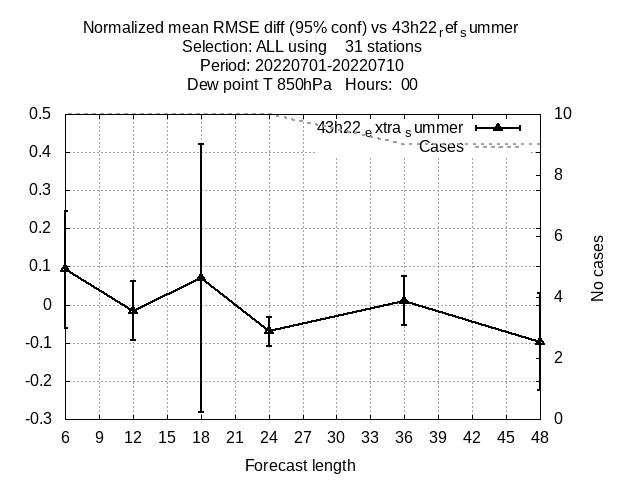 Normalized mean RMSE diff (95% conf) vs 43h22refsummer
Selection: ALL using 31 stations
Period: 20220701-20220710
Dew point T 850hPa Hours: 00
43h22extrasummer
Cases
0.5
0.4
0.3
0.2
0.1
0
-0.1
-0.2
-0.3
10
8
6
4
2
0
No cases
6 9 12 15 18 21 24 27 30 33 36 39 42 45 48
Forecast length